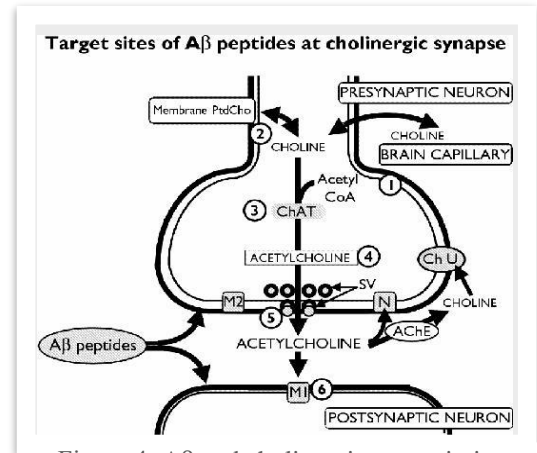 Target sites of Aβ peptides at cholinergic synapse
PRESYNAPTIC NEURON
Membrane PtdCho
2
CHOLINE
CHOLINE
BRAIN CAPILLARY
1
Acetyl
CoA
3
ChAT
ACETYLCHOLINE
4
Ch U
SV
M2
N
CHOLINE
5
AChE
ACETYLCHOLINE
Aβ peptides
M1
6
POSTSYNAPTIC NEURON